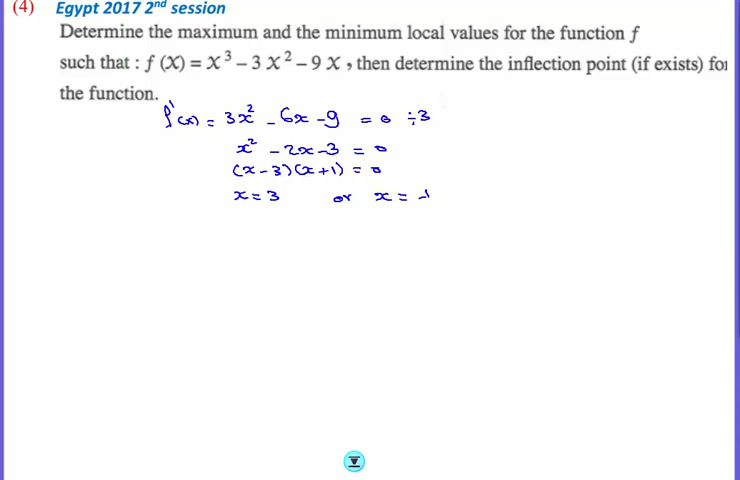 (4) Egypt 2017 2nd session
Determine the maximum and the minimum local values for the function f
such that : f (X) = X³ – 3 X² – 9 X , then determine the inflection point (if exists) for
the function.
f'(x) = 3x² - 6x - 9 = 0 ÷3
x² - 2x - 3 = 0
(x - 3)(x + 1) = 0
x = 3 or x = -1